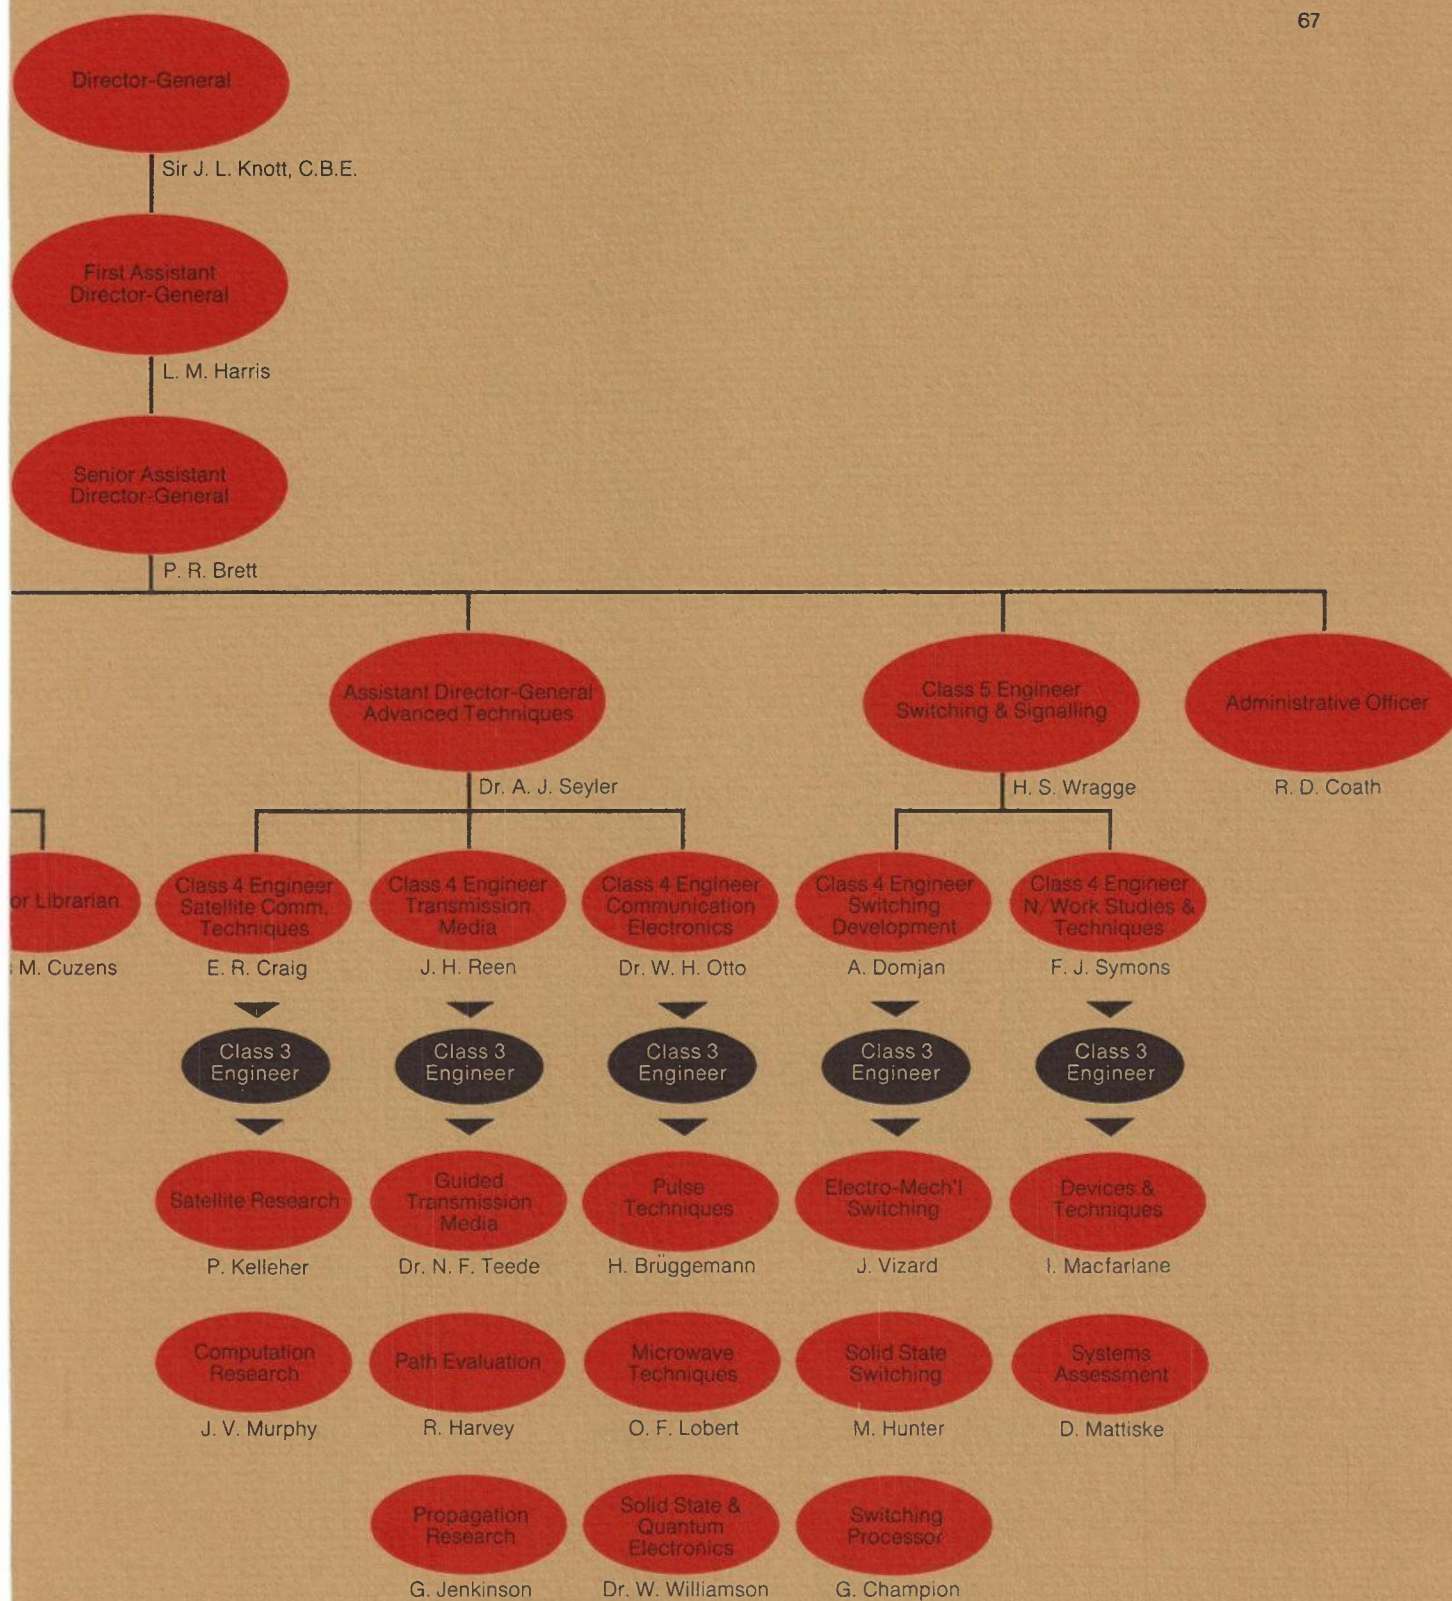 67
Director-General
Sir J. L. Knott, C.B.E.
First Assistant
Director-General
L. M. Harris
Senior Assistant
Director-General
P. R. Brett
Assistant Director-General
Advanced Techniques
Dr. A. J. Seyler
Class 5 Engineer
Switching & Signalling
H. S. Wragge
Administrative Officer
R. D. Coath
or Librarian
M. Cuzens
Class 4 Engineer
Satellite Comm.
Techniques
E. R. Craig
Class 4 Engineer
Transmission
Media
J. H. Reen
Class 4 Engineer
Communication
Electronics
Dr. W. H. Otto
Class 4 Engineer
Switching
Development
A. Domjan
Class 4 Engineer
N/Work Studies &
Techniques
F. J. Symons
Class 3
Engineer
Class 3
Engineer
Class 3
Engineer
Class 3
Engineer
Class 3
Engineer
Satellite Research
P. Kelleher
Guided
Transmission
Media
Dr. N. F. Teede
Pulse
Techniques
H. Brüggemann
Electro-Mech'l
Switching
J. Vizard
Devices &
Techniques
I. Macfarlane
Computation
Research
J. V. Murphy
Path Evaluation
R. Harvey
Microwave
Techniques
O. F. Lobert
Solid State
Switching
M. Hunter
Systems
Assessment
D. Mattiske
Propagation
Research
G. Jenkinson
Solid State &
Quantum
Electronics
Dr. W. Williamson
Switching
Processor
G. Champion